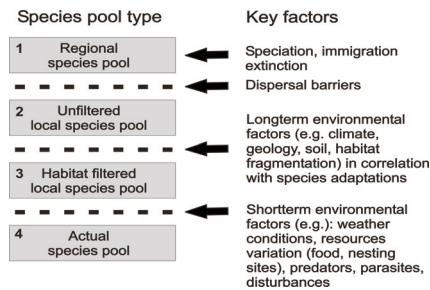 Species pool type
Key factors
1 Regional
species pool
Speciation, immigration
extinction
Dispersal barriers
2 Unfiltered
local species pool
Longterm environmental
factors (e.g. climate,
geology, soil, habitat
fragmentation) in correlation
with species adaptations
3 Habitat filtered
local species pool
Shortterm environmental
factors (e.g.): weather
conditions, resources
variation (food, nesting
sites), predators, parasites,
disturbances
4 Actual
species pool